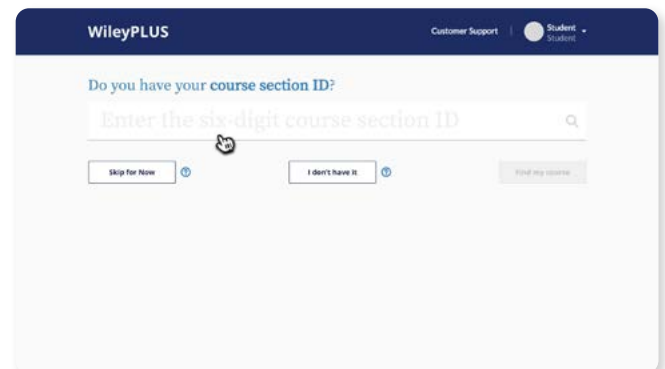 WileyPLUS
Customer Support | Student
Student
Do you have your course section ID?
Enter the six-digit course section ID
Skip for Now
I don't have it
Find my course